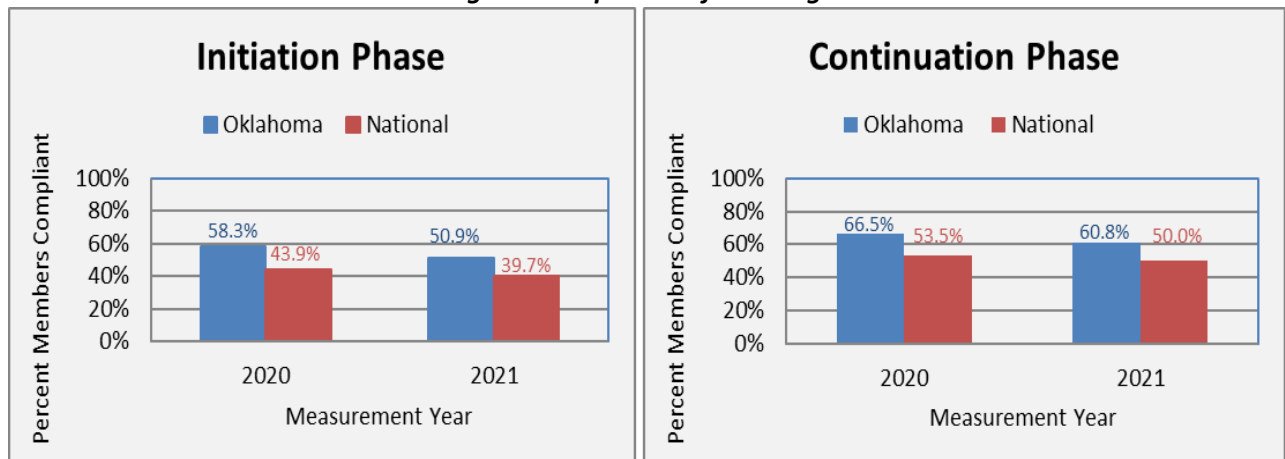 Initiation Phase
Oklahoma National
Percent Members Compliant
100%
80%
60%
40%
20%
0%
58.3%
43.9%
50.9%
39.7%
2020 2021
Measurement Year
Continuation Phase
Oklahoma National
Percent Members Compliant
100%
80%
60%
40%
20%
0%
66.5%
53.5%
60.8%
50.0%
2020 2021
Measurement Year